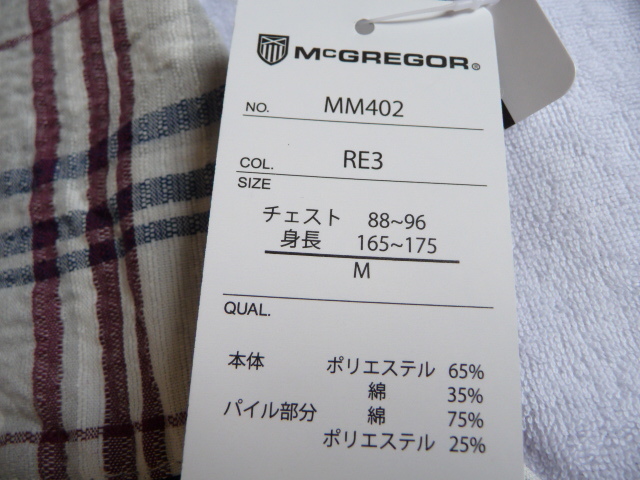 McGREGOR®
NO. MM402
COL. RE3
SIZE
チェスト 88~96
身長 165~175
M
QUAL.
本体 ポリエステル 65%
綿 35%
パイル部分 綿 75%
ポリエステル 25%